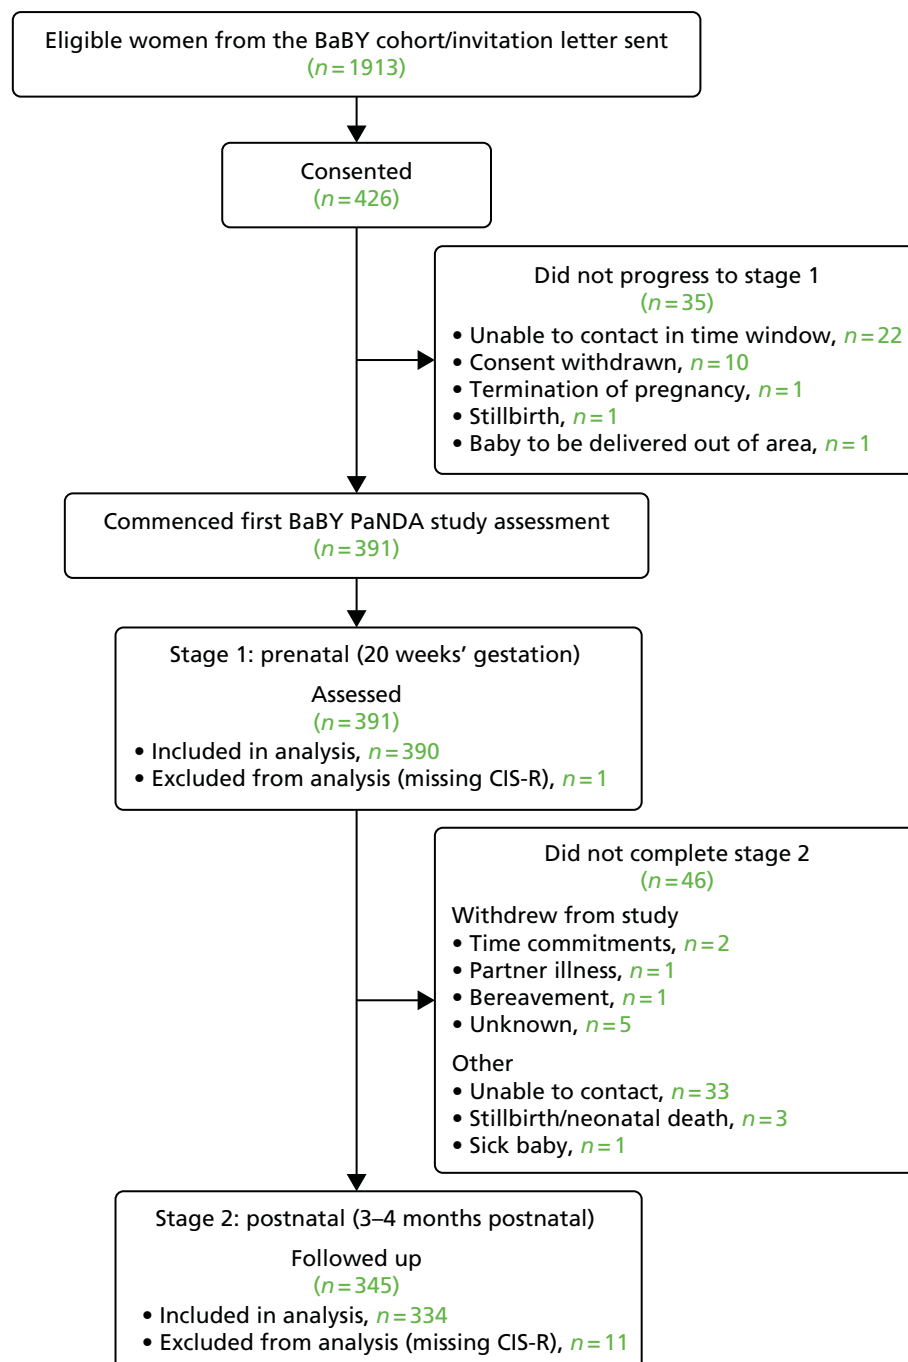 Eligible women from the BaBY cohort/invitation letter sent
(n = 1913)
Consented
(n = 426)
Did not progress to stage 1
(n = 35)
• Unable to contact in time window, n = 22
• Consent withdrawn, n = 10
• Termination of pregnancy, n = 1
• Stillbirth, n = 1
• Baby to be delivered out of area, n = 1
Commenced first BaBY PaNDA study assessment
(n = 391)
Stage 1: prenatal (20 weeks' gestation)
Assessed
(n = 391)
• Included in analysis, n = 390
• Excluded from analysis (missing CIS-R), n = 1
Did not complete stage 2
(n = 46)
Withdrew from study
• Time commitments, n = 2
• Partner illness, n = 1
• Bereavement, n = 1
• Unknown, n = 5
Other
• Unable to contact, n = 33
• Stillbirth/neonatal death, n = 3
• Sick baby, n = 1
Stage 2: postnatal (3–4 months postnatal)
Followed up
(n = 345)
• Included in analysis, n = 334
• Excluded from analysis (missing CIS-R), n = 11